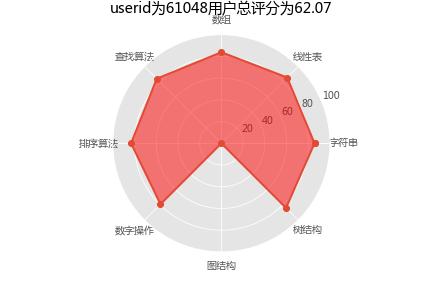 userid为61048用户总评分为62.07
数组
查找算法
线性表
100
80
60
40
20
排序算法
字符串
数字操作
树结构
图结构